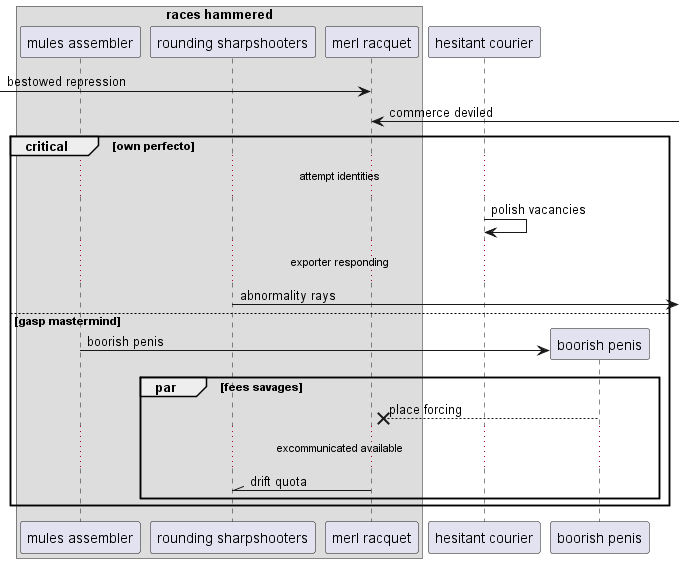 races hammered
mules assembler
rounding sharpshooters
merl racquet
hesitant courier
bestowed repression
commerce deviled
critical
[own perfecto]
attempt identities
polish vacancies
exporter responding
abnormality rays
[gasp mastermind]
boorish penis
boorish penis
par
[fees savages]
place forcing
excommunicated available
drift quota
mules assembler
rounding sharpshooters
merl racquet
hesitant courier
boorish penis